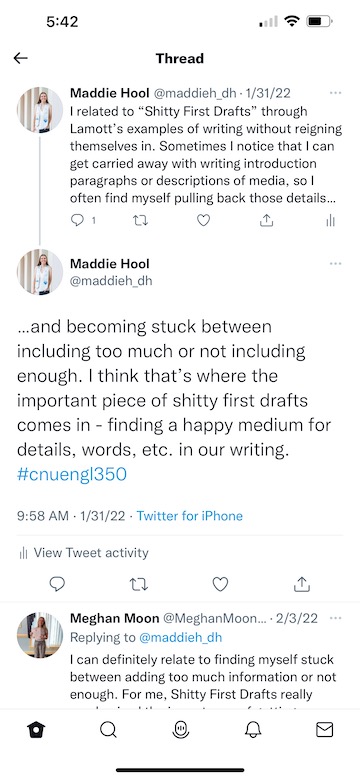 5:42
Thread
Maddie Hool @maddieh_dh · 1/31/22
I related to “Shitty First Drafts” through
Lamott’s examples of writing without reigning
themselves in. Sometimes I notice that I can
get carried away with writing introduction
paragraphs or descriptions of media, so I
often find myself pulling back those details...
1
Maddie Hool
@maddieh_dh
...and becoming stuck between
including too much or not including
enough. I think that’s where the
important piece of shitty first drafts
comes in - finding a happy medium for
details, words, etc. in our writing.
#cnuengl350
9:58 AM · 1/31/22 · Twitter for iPhone
View Tweet activity
Meghan Moon @MeghanMoon... · 2/3/22
Replying to @maddieh_dh
I can definitely relate to finding myself stuck
between adding too much information or not
enough. For me, Shitty First Drafts really